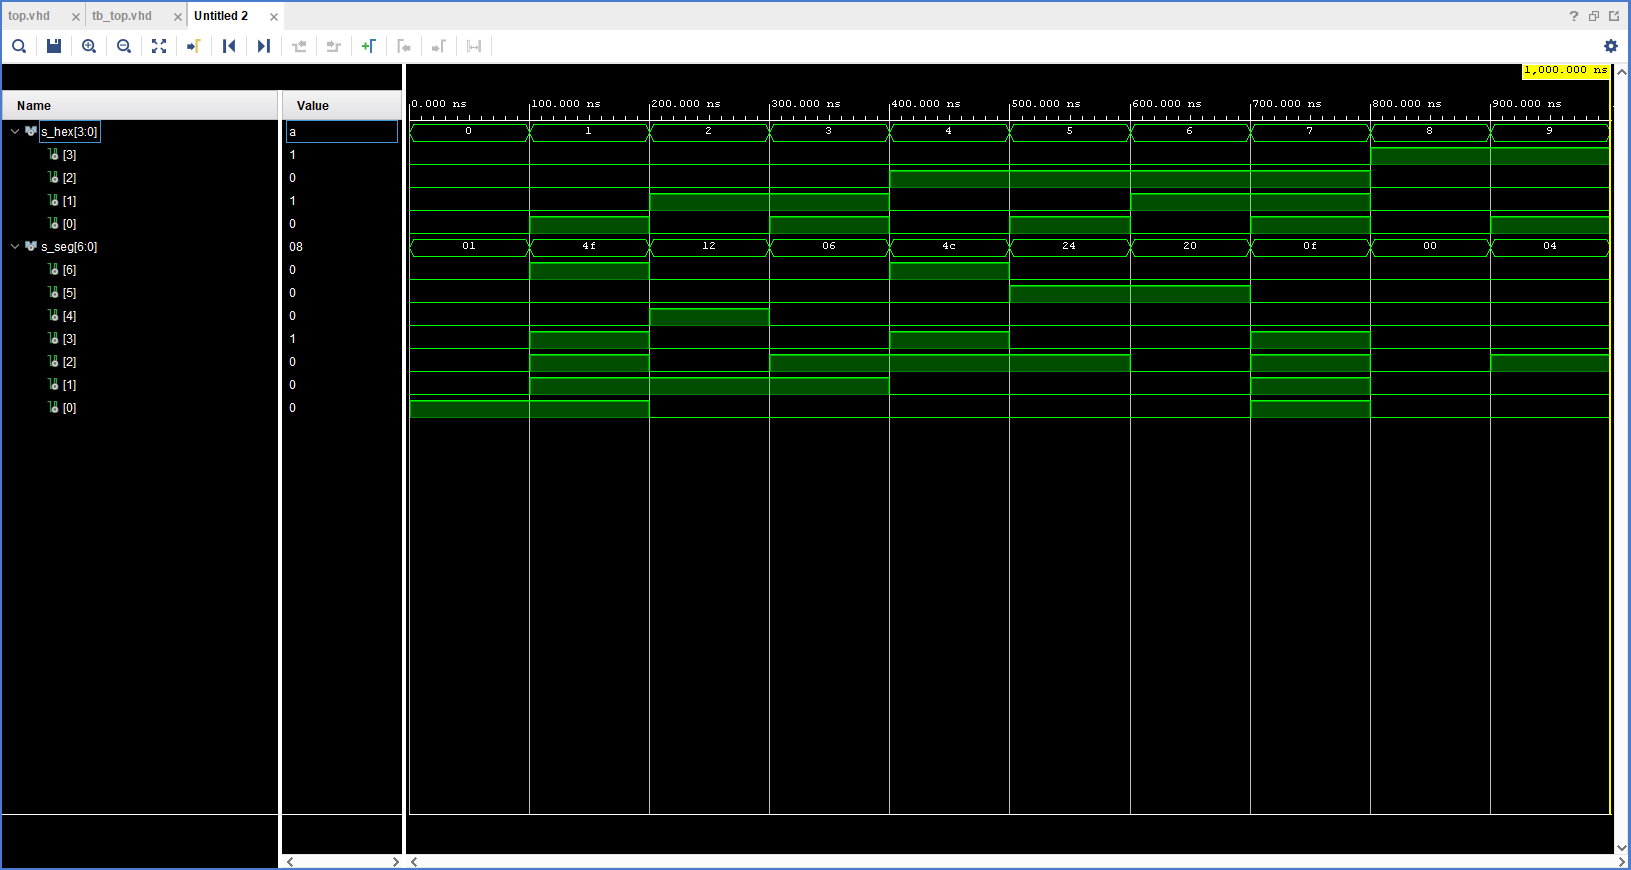 top.vhd × tb_top.vhd × Untitled 2 × ?
1,000.000 ns
Name Value 0.000 ns 100.000 ns 200.000 ns 300.000 ns 400.000 ns 500.000 ns 600.000 ns 700.000 ns 800.000 ns 900.000 ns
s_hex[3:0] a 0 1 2 3 4 5 6 7 8 9
[3] 1
[2] 0
[1] 1
[0] 0
s_seg[6:0] 08 01 4f 12 06 4c 24 20 0f 00 04
[6] 0
[5] 0
[4] 0
[3] 1
[2] 0
[1] 0
[0] 0